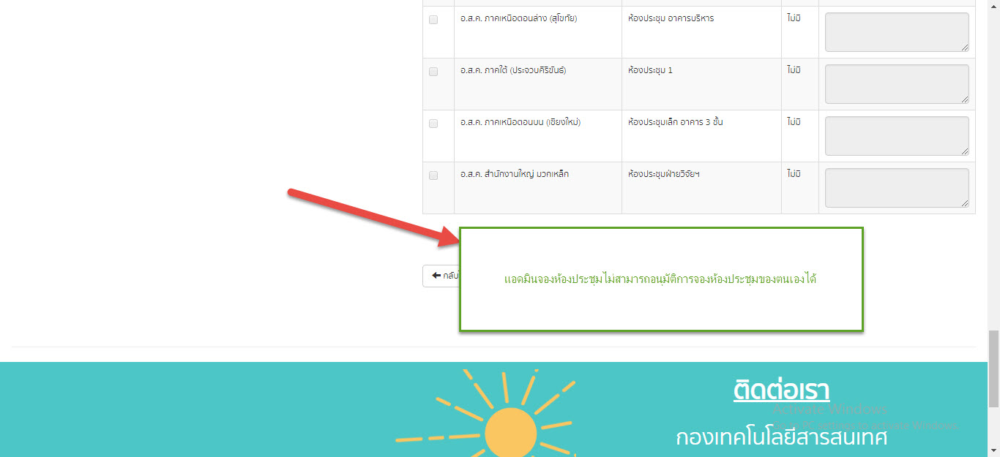 อ.ส.ค. ภาคเหนือตอนล่าง (สุโขทัย) ห้องประชุม อาคารบริหาร ไม่มี
อ.ส.ค. ภาคใต้ (ประจวบคิริขันธ์) ห้องประชุม 1 ไม่มี
อ.ส.ค. ภาคเหนือตอนบน (เชียงใหม่) ห้องประชุมเล็ก อาคาร 3 ชั้น ไม่มี
อ.ส.ค. สำนักงานใหญ่ มวกเหล็ก ห้องประชุมฝ่ายวิจัยฯ ไม่มี
แอดมินจองห้องประชุมไม่สามารถอนุมัติการจองห้องประชุมของตนเองได้
ติดต่อเรา
Activate Windows
Go to PC settings to activate Windows.
กองเทคโนโลยีสารสนเทศ